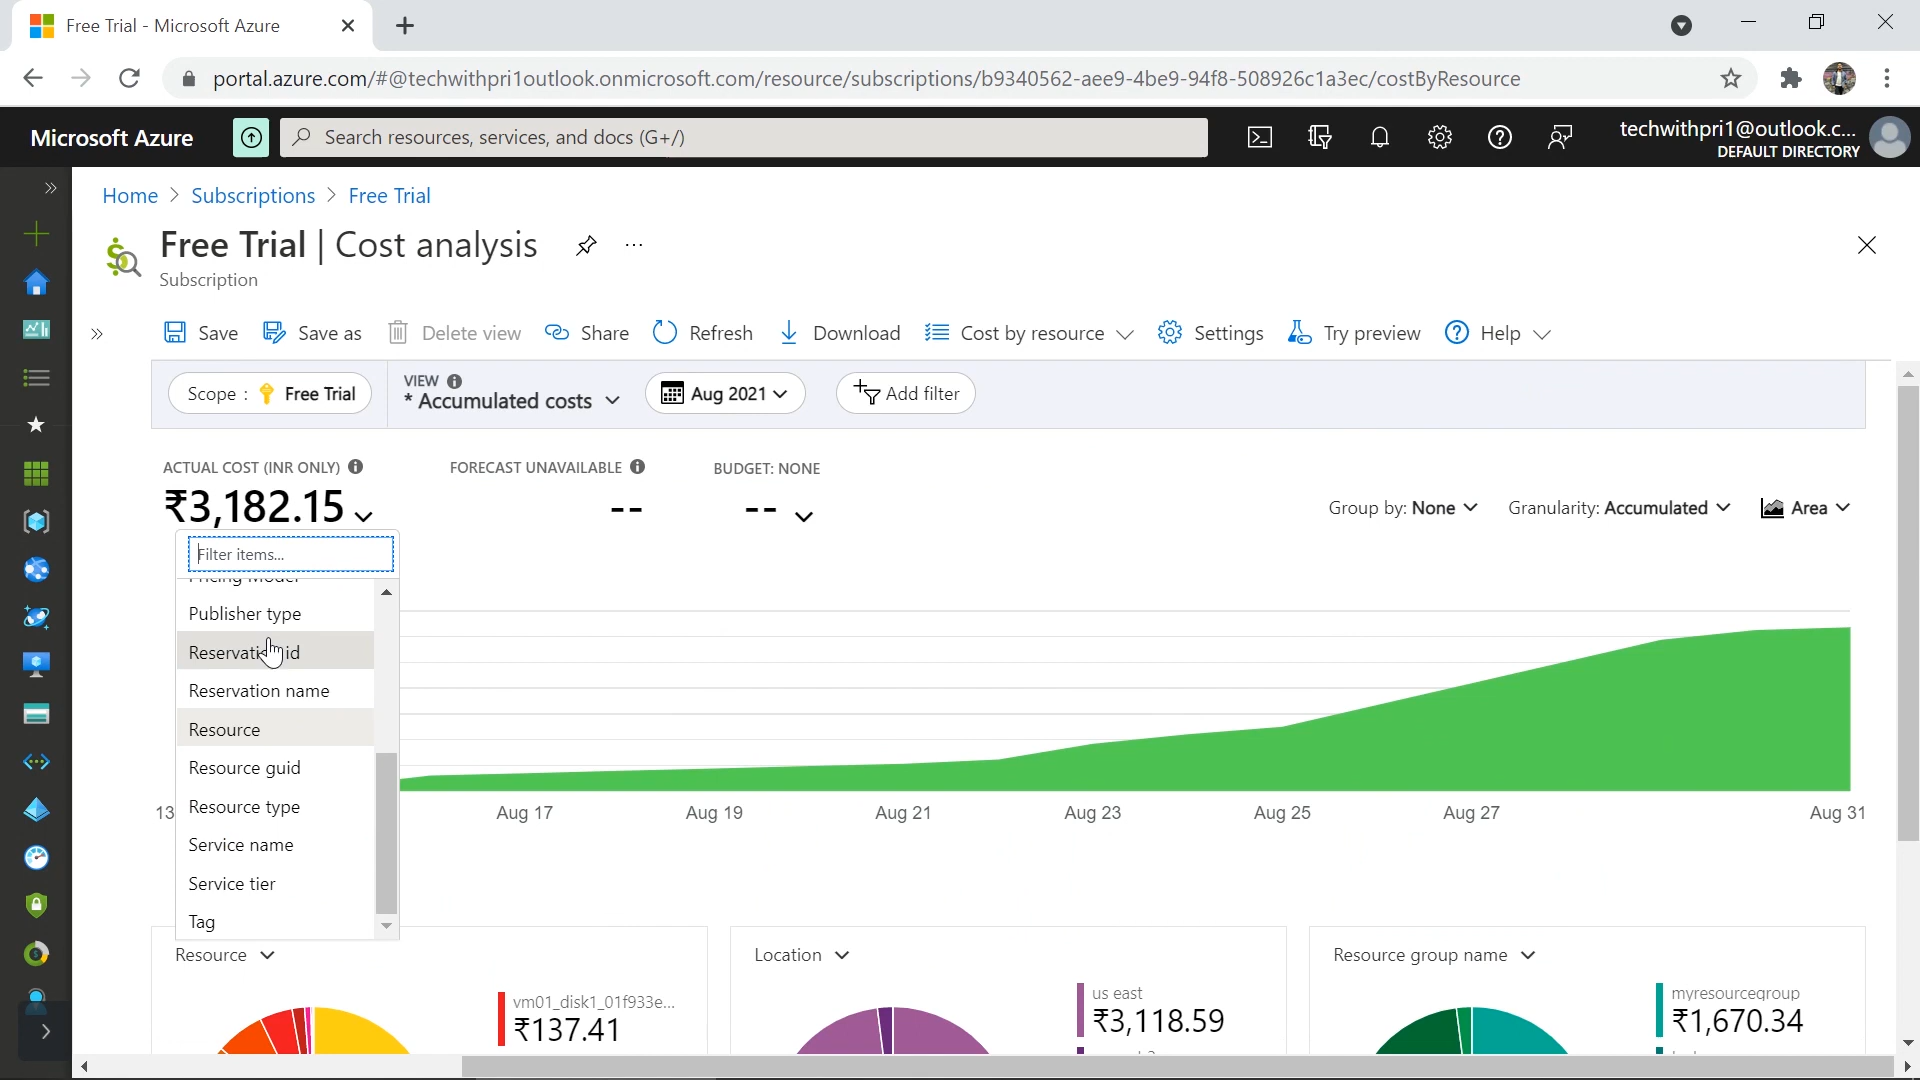 Free Trial - Microsoft Azure
portal.azure.com/#@techwithpri1outlook.onmicrosoft.com/resource/subscriptions/b9340562-aee9-4be9-94f8-508926c1a3ec/costByResource
Microsoft Azure
Search resources, services, and docs (G+/)
techwithpri1@outlook.c...
DEFAULT DIRECTORY
Home > Subscriptions > Free Trial
Free Trial | Cost analysis ...
Subscription
Save Save as Delete view Share Refresh Download Cost by resource Settings Try preview Help
Scope : Free Trial
VIEW
* Accumulated costs
Aug 2021
Add filter
ACTUAL COST (INR ONLY) FORECAST UNAVAILABLE BUDGET: NONE
₹3,182.15 -- --
Group by: None Granularity: Accumulated Area
Filter items...
Pricing Model
Publisher type
Reservation id
Reservation name
Resource
Resource guid
Resource type
Service name
Service tier
Tag
13 Aug 17 Aug 19 Aug 21 Aug 23 Aug 25 Aug 27 Aug 31
Resource
vm01_disk1_01f933e...
₹137.41
Location
us east
₹3,118.59
Resource group name
myresourcegroup
₹1,670.34